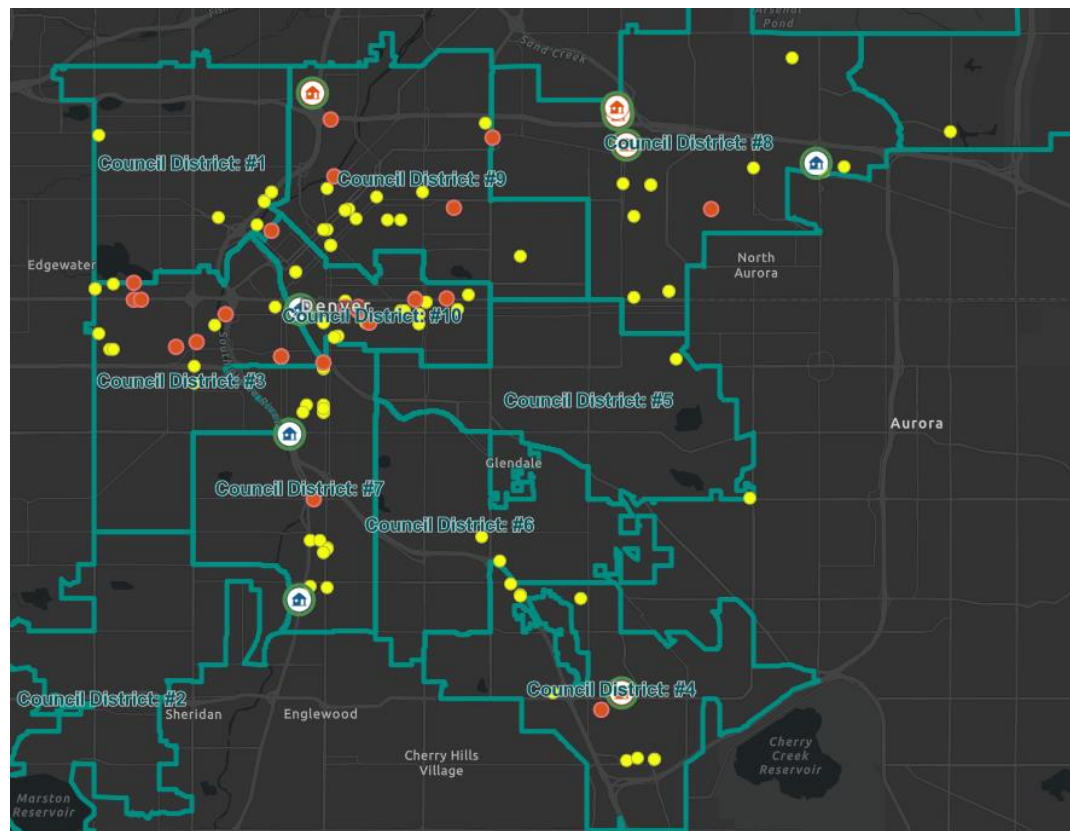 Arsenal
Pond
Sand Creek
Council District: #1
Council District: #9
Council District: #8
Edgewater
North
Aurora
Denver
Council District: #10
Council District: #3
Council District: #5
Aurora
Glendale
Council District: #7
Council District: #6
Council District: #2
Sheridan
Englewood
Council District: #4
Cherry Hills
Village
Cherry
Creek
Reservoir
Marston
Reservoir